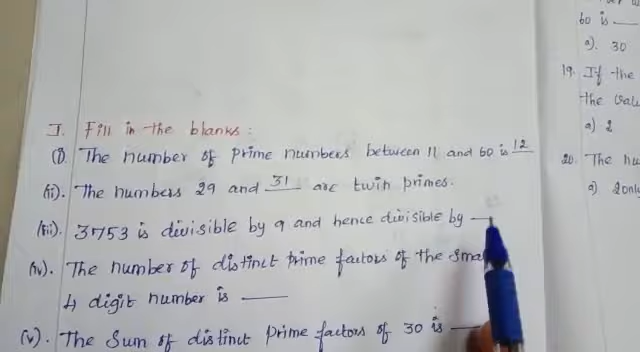 I. Fill in the blanks:
(i). The number of prime numbers between 11 and 60 is 12
(ii). The numbers 29 and 31 are twin primes.
(iii). 3753 is divisible by 9 and hence divisible by
(iv). The number of distinct prime factors of the
4 digit number is
(v). The Sum of distinct prime factors of 30 is
60 is
a). 30
19. If the
the
a) 2
20. The
a) 2only